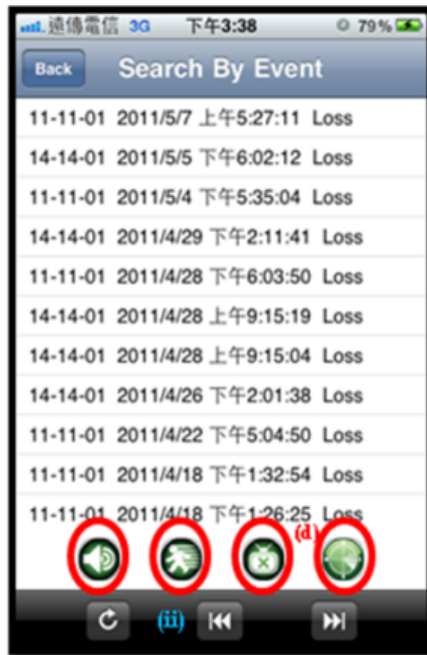 遠傳電信 3G 下午3:38 79%
Back Search By Event
11-11-01 2011/5/7 上午5:27:11 Loss
14-14-01 2011/5/5 下午6:02:12 Loss
11-11-01 2011/5/4 下午5:35:04 Loss
14-14-01 2011/4/29 下午2:11:41 Loss
11-11-01 2011/4/28 下午6:03:50 Loss
14-14-01 2011/4/28 上午9:15:19 Loss
14-14-01 2011/4/28 上午9:15:04 Loss
14-14-01 2011/4/26 下午2:01:38 Loss
11-11-01 2011/4/22 下午5:04:50 Loss
11-11-01 2011/4/18 下午1:32:54 Loss
11-11-01 2011/4/18 下午1:26:25 Loss
(d)
(ii)